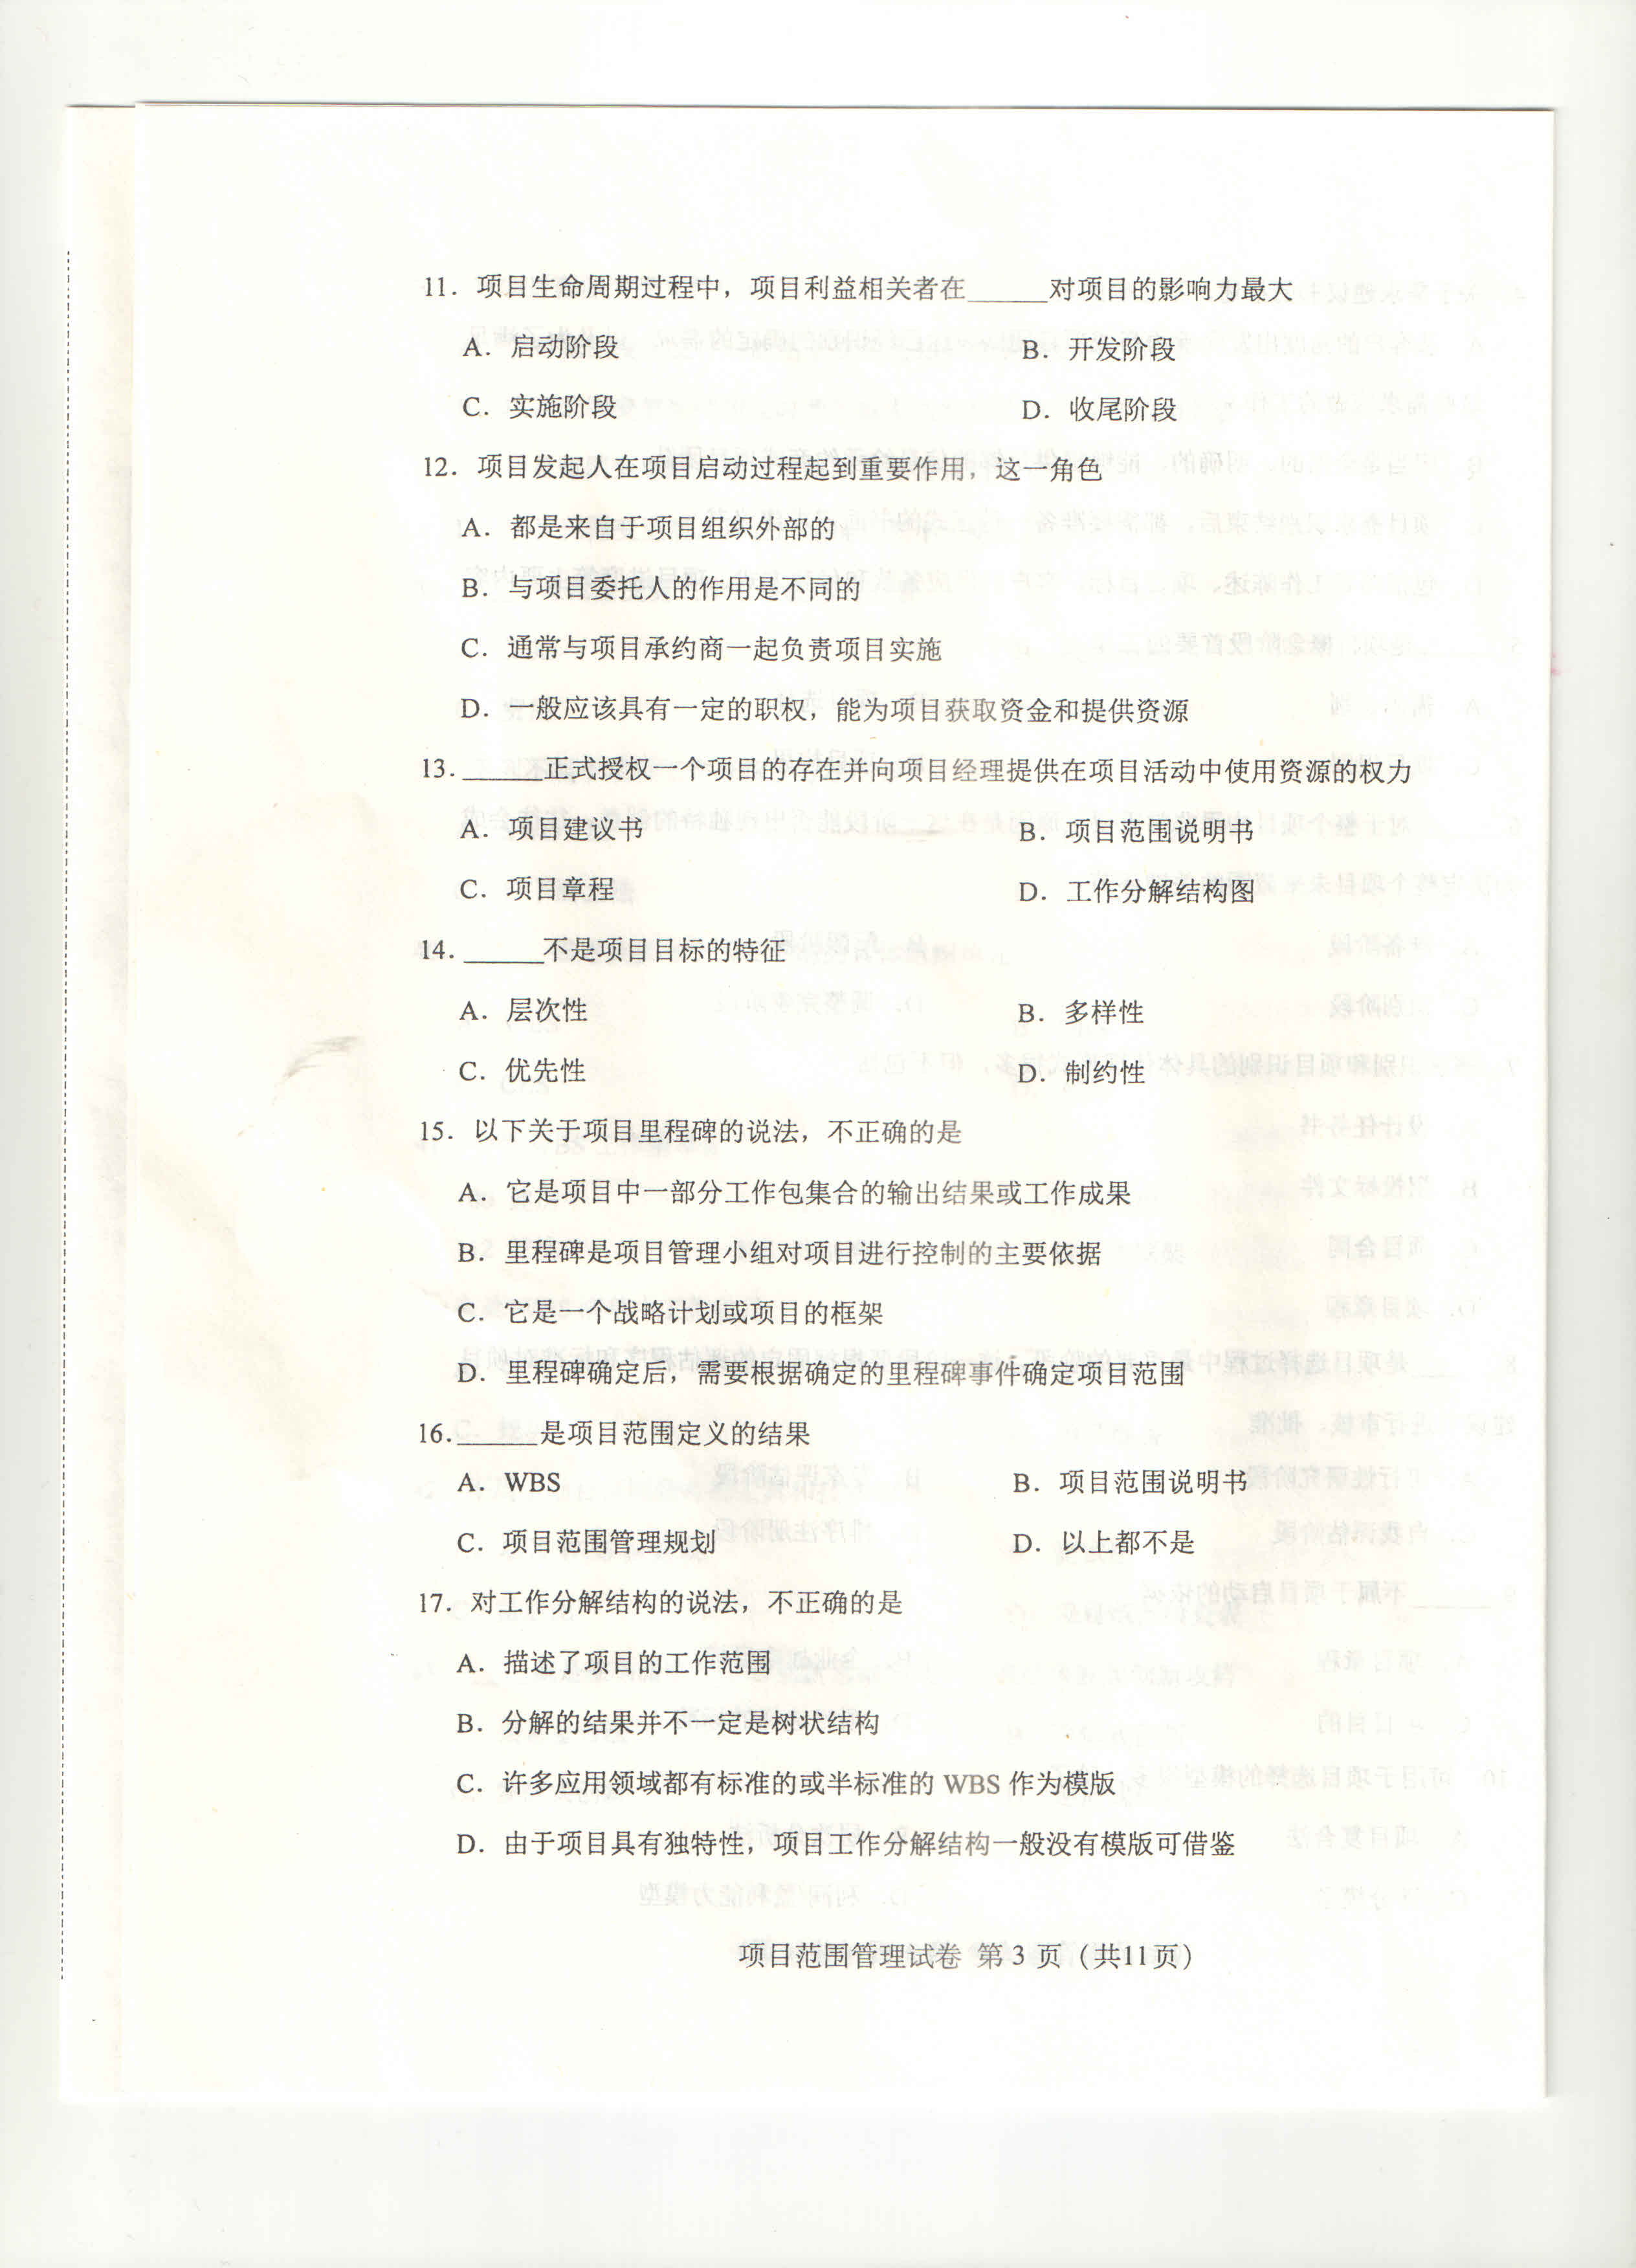 11．项目生命周期过程中，项目利益相关者在______对项目的影响力最大
A．启动阶段 B．开发阶段
C．实施阶段 D．收尾阶段
12．项目发起人在项目启动过程起到重要作用，这一角色
A．都是来自于项目组织外部的
B．与项目委托人的作用是不同的
C．通常与项目承约商一起负责项目实施
D．一般应该具有一定的职权，能为项目获取资金和提供资源
13．______正式授权一个项目的存在并向项目经理提供在项目活动中使用资源的权力
A．项目建议书 B．项目范围说明书
C．项目章程 D．工作分解结构图
14．______不是项目目标的特征
A．层次性 B．多样性
C．优先性 D．制约性
15．以下关于项目里程碑的说法，不正确的是
A．它是项目中一部分工作包集合的输出结果或工作成果
B．里程碑是项目管理小组对项目进行控制的主要依据
C．它是一个战略计划或项目的框架
D．里程碑确定后，需要根据确定的里程碑事件确定项目范围
16．______是项目范围定义的结果
A．WBS B．项目范围说明书
C．项目范围管理规划 D．以上都不是
17．对工作分解结构的说法，不正确的是
A．描述了项目的工作范围
B．分解的结果并不一定是树状结构
C．许多应用领域都有标准的或半标准的 WBS 作为模版
D．由于项目具有独特性，项目工作分解结构一般没有模版可借鉴
项目范围管理试卷 第 3 页（共11页）